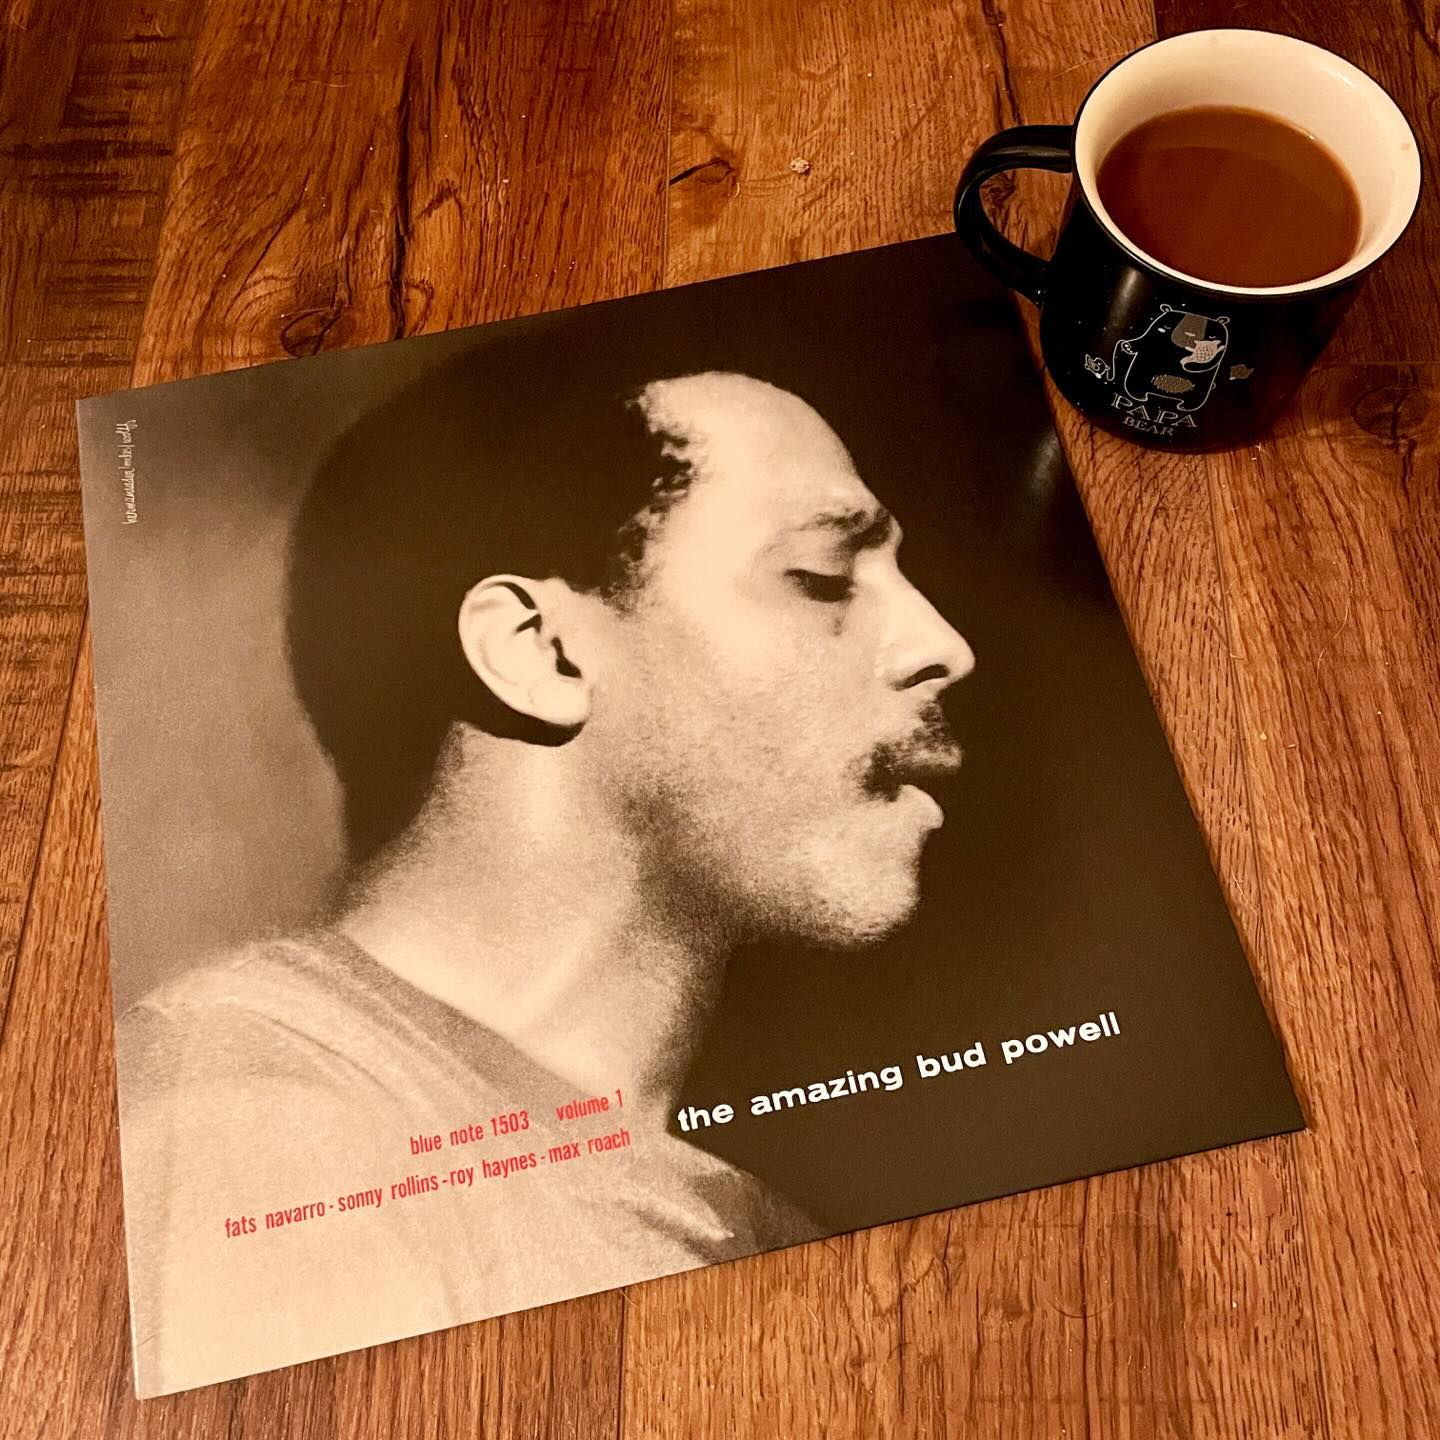 PAPA
BEAR
the amazing bud powell
blue note 1503 volume 1
fats navarro - sonny rollins - roy haynes - max roach